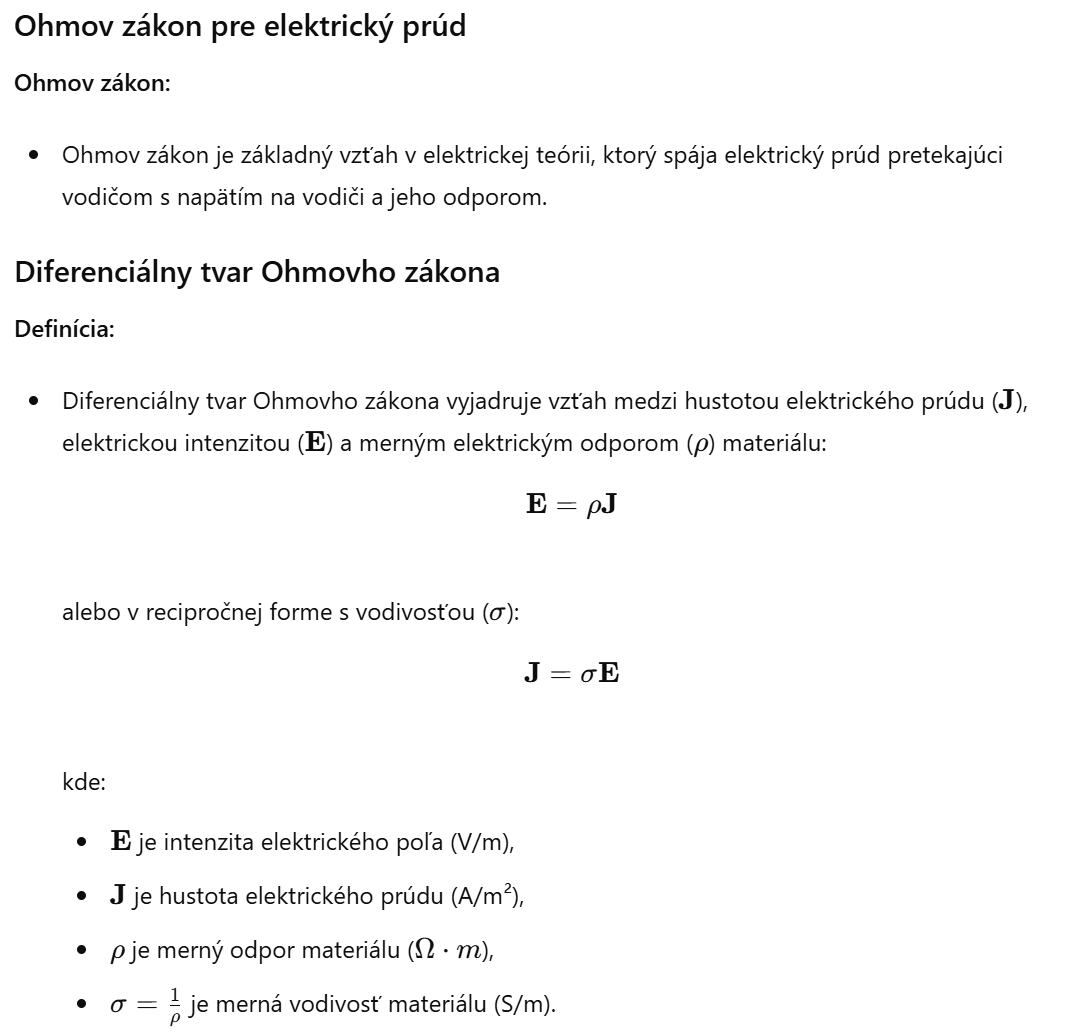 Ohmov zákon pre elektrický prúd
Ohmov zákon:
• Ohmov zákon je základný vzťah v elektrickej teórii, ktorý spája elektrický prúd pretekajúci
vodičom s napätím na vodiči a jeho odporom.
Diferenciálny tvar Ohmovho zákona
Definícia:
• Diferenciálny tvar Ohmovho zákona vyjadruje vzťah medzi hustotou elektrického prúdu (J),
elektrickou intenzitou (E) a merným elektrickým odporom (ρ) materiálu:
E = ρJ
alebo v recipročnej forme s vodivosťou (σ):
J = σE
kde:
• E je intenzita elektrického poľa (V/m),
• J je hustota elektrického prúdu (A/m²),
• ρ je merný odpor materiálu (Ω · m),
• σ = 1/ρ je merná vodivosť materiálu (S/m).